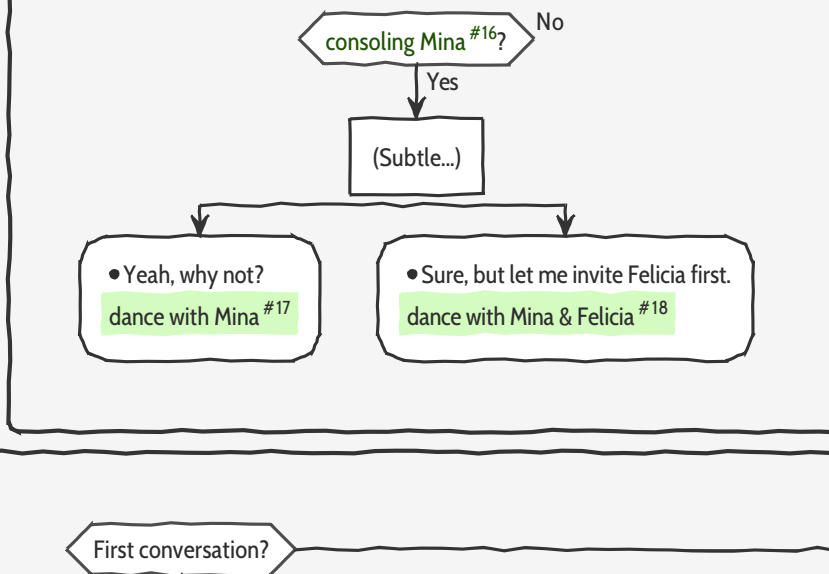 No
consoling Mina #16?
Yes
(Subtle...)
• Yeah, why not?
dance with Mina #17
• Sure, but let me invite Felicia first.
dance with Mina & Felicia #18
First conversation?